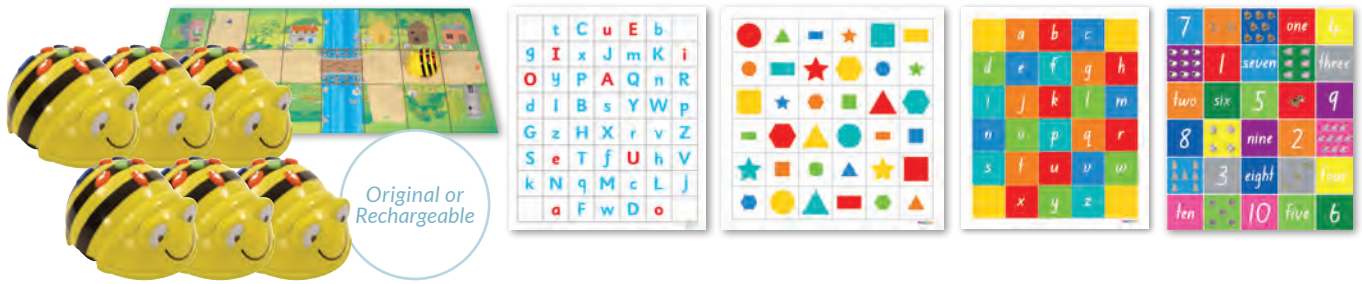 Original or
Rechargeable
t C u E b
g I x J m K i
O y P A Q n R
d l B s Y W p
G z H X r v Z
S e T f U h V
k N q M c L j
a F w D o
a b c
d e f g h
i j k l m
n o p q r
s t u v w
x y z
7 one 4
1 seven three
two six 5 9
8 nine 2
3 eight four
ten 10 five 6